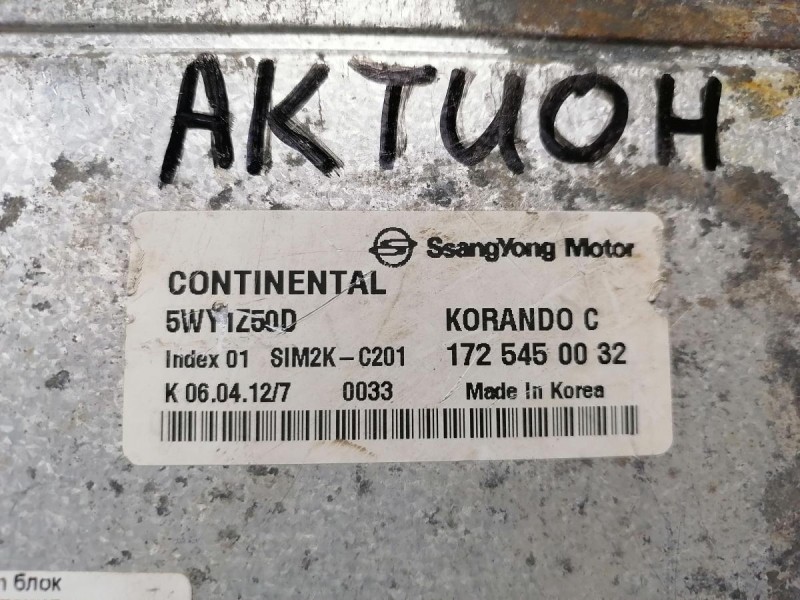 АКТИОН
SsangYong Motor
CONTINENTAL
5WY1Z50D KORANDO C
Index 01 SIM2K-C201 172 545 00 32
K 06.04.12/7 0033 Made In Korea
блок